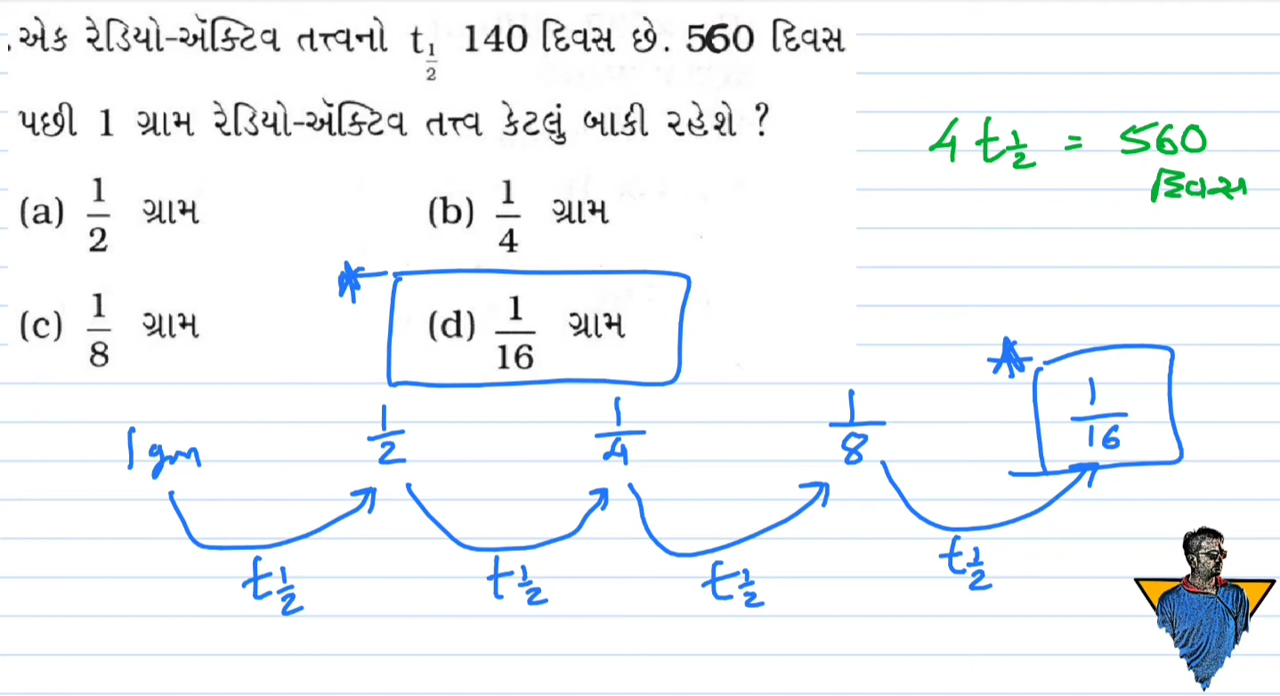 એક રેડિયો-ઍક્ટિવ તત્ત્વનો t½ 140 દિવસ છે. 560 દિવસ
પછી 1 ગ્રામ રેડિયો-ઍક્ટિવ તત્ત્વ કેટલું બાકી રહેશે ?
4 t½ = 560
દિવસ
(a) 1/2 ગ્રામ (b) 1/4 ગ્રામ
(c) 1/8 ગ્રામ (d) 1/16 ગ્રામ
1 gm 1/2 1/4 1/8 1/16
t½ t½ t½ t½